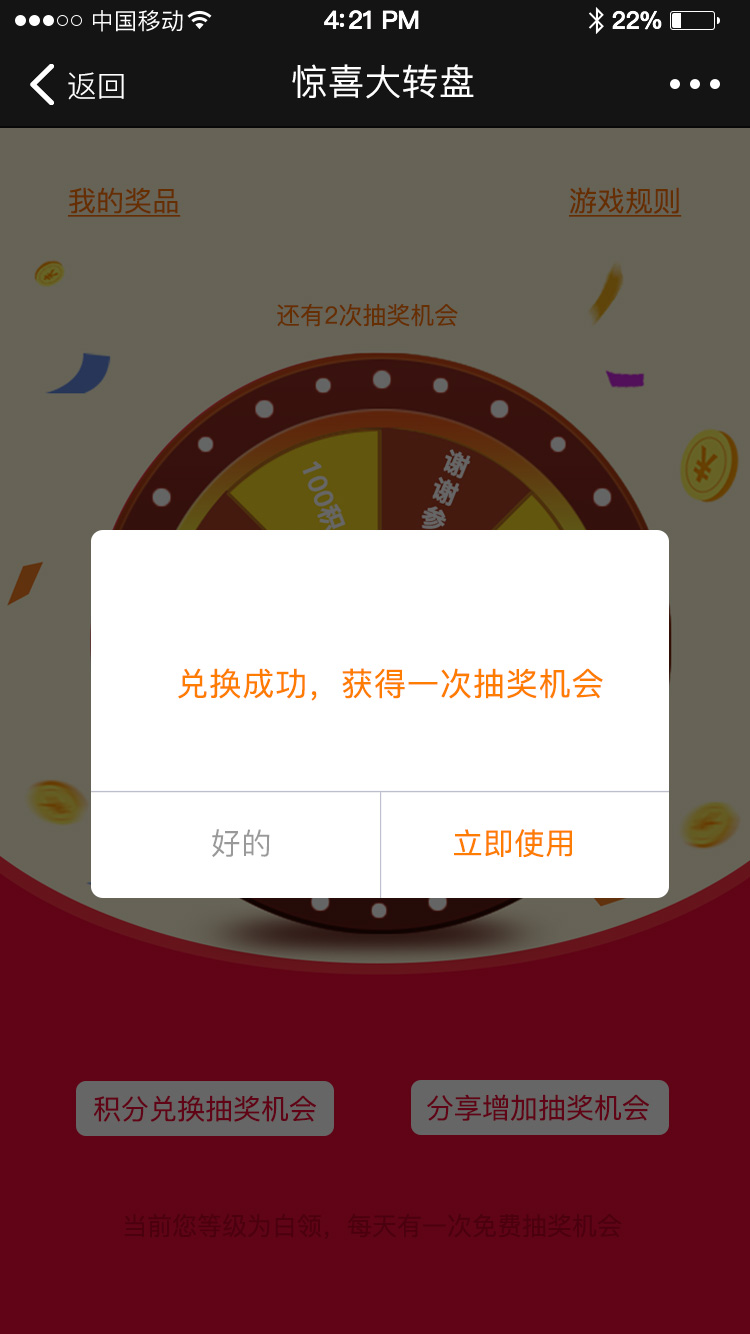 中国移动 4:21 PM 22%
返回 惊喜大转盘
我的奖品 游戏规则
还有2次抽奖机会
100积
谢谢参
兑换成功，获得一次抽奖机会
好的 立即使用
积分兑换抽奖机会 分享增加抽奖机会
当前您等级为白领，每天有一次免费抽奖机会